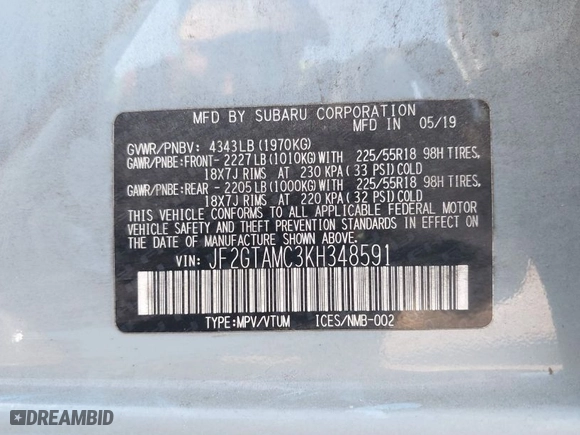 MFD BY SUBARU CORPORATION
05/19
GVWR/PNBV: 4343LB (1970KG)
GAWR/PNBE:FRONT-2227LB(1010KG)WITH 225/55R18 98H TIRES,
18X7J RIMS AT 230 KPA( 33 PSI)COLD
GAWR/PNBE:REAR -2205LB(1000KG)WITH 225/55R18 98H TIRES,
18X7J RIMS AT 220 KPA( 32 PSI)COLD
THIS VEHICLE CONFORMS TO ALL APPLICABLE FEDERAL MOTOR
VEHICLE SAFETY AND THEFT PREVENTION STANDARDS IN EFFECT ON
THE DATE OF MANUFACTURE SHOWN ABOVE.
VIN: JF2GTAMC3KH348591
TYPE:MPV/VTUM ICES/NMB-002
DREAMBID